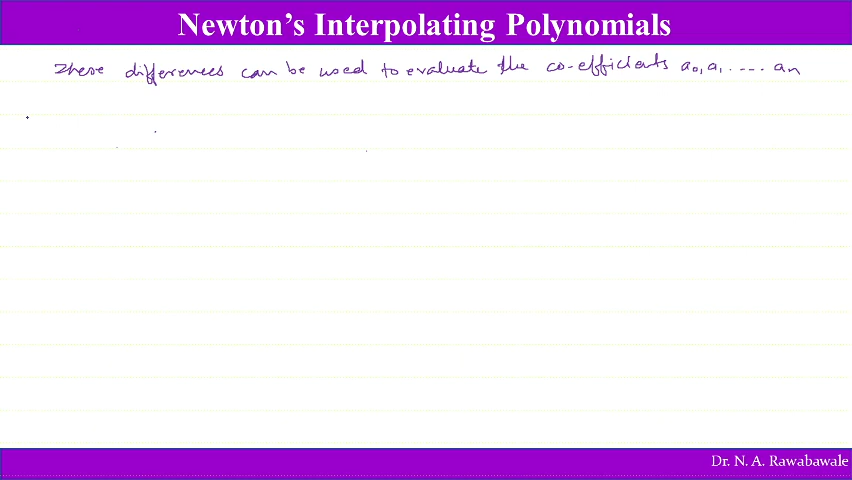 Newton's Interpolating Polynomials
These differences can be used to evaluate the co-efficients a₀, a₁ ..... aₙ
Dr. N. A. Rawabawale